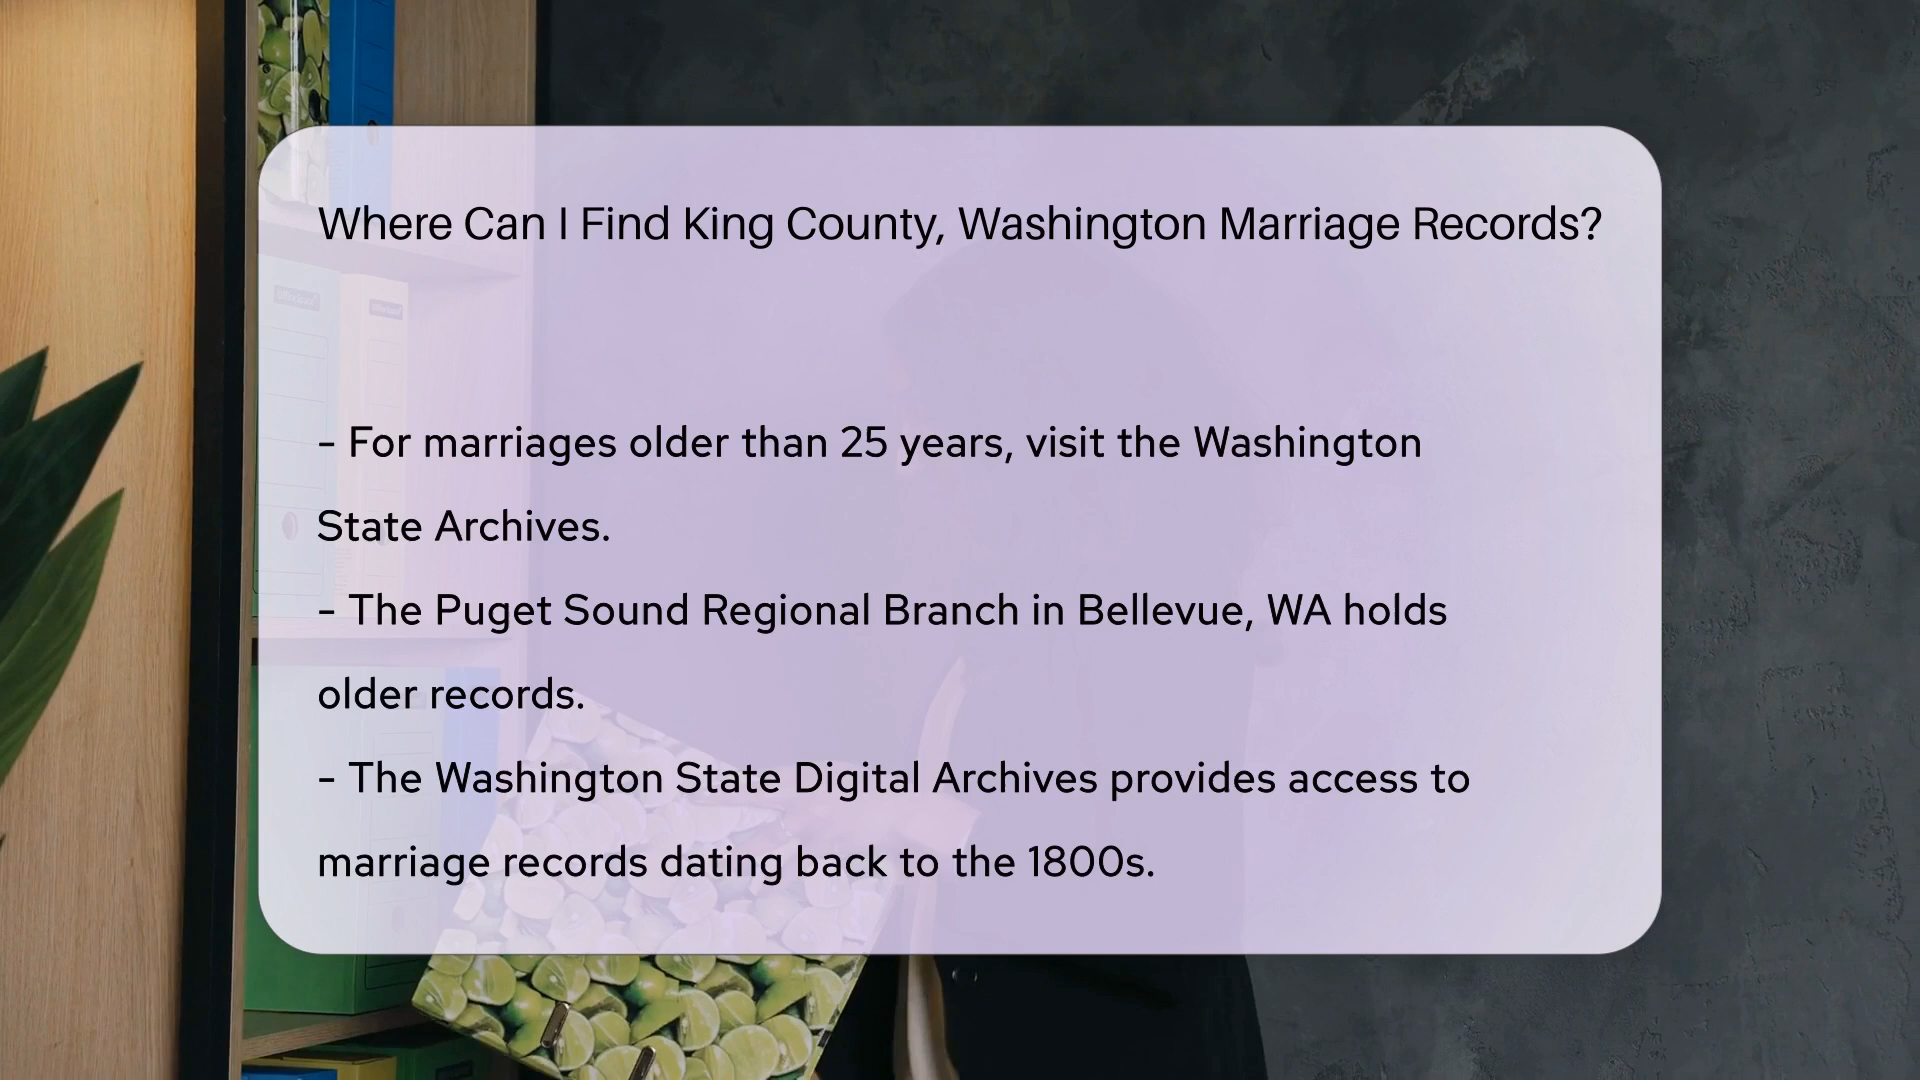 Where Can I Find King County, Washington Marriage Records?
- For marriages older than 25 years, visit the Washington
State Archives.
- The Puget Sound Regional Branch in Bellevue, WA holds
older records.
- The Washington State Digital Archives provides access to
marriage records dating back to the 1800s.